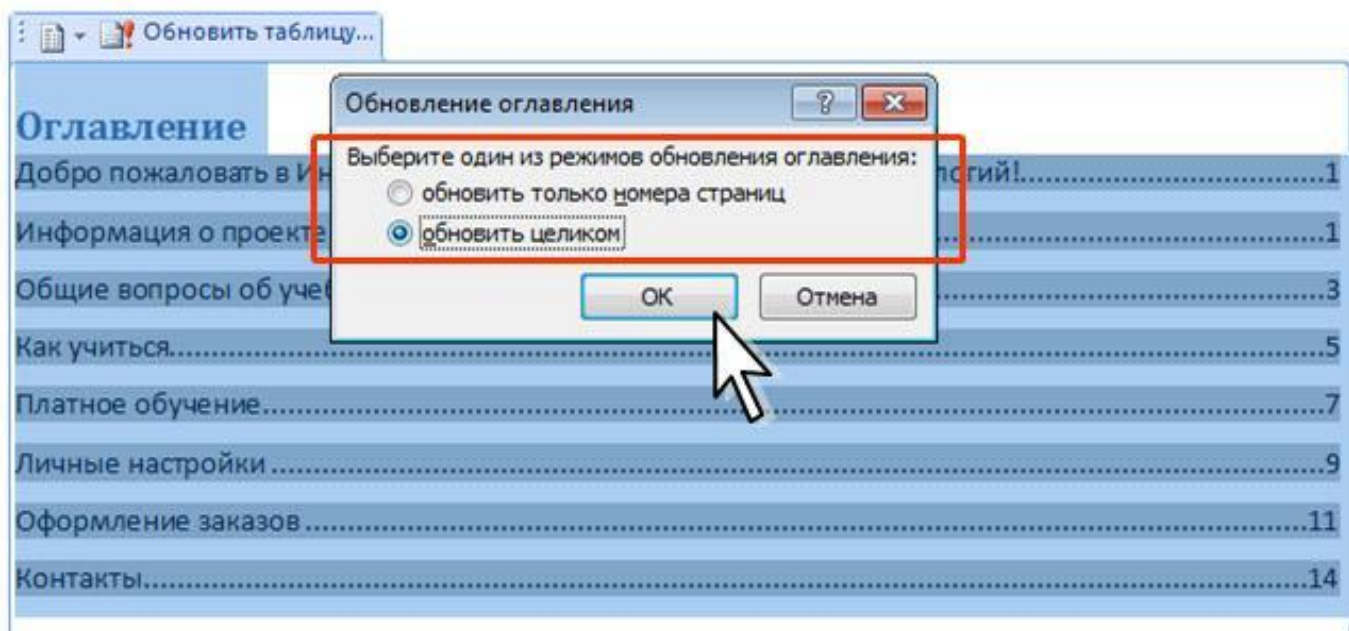 Обновить таблицу...
Оглавление
Обновление оглавления
Выберите один из режимов обновления оглавления:
обновить только номера страниц
обновить целиком
ОК
Отмена
Добро пожаловать в 1
Информация о проекте 1
Общие вопросы об 3
Как учиться 5
Платное обучение 7
Личные настройки 9
Оформление заказов 11
Контакты 14